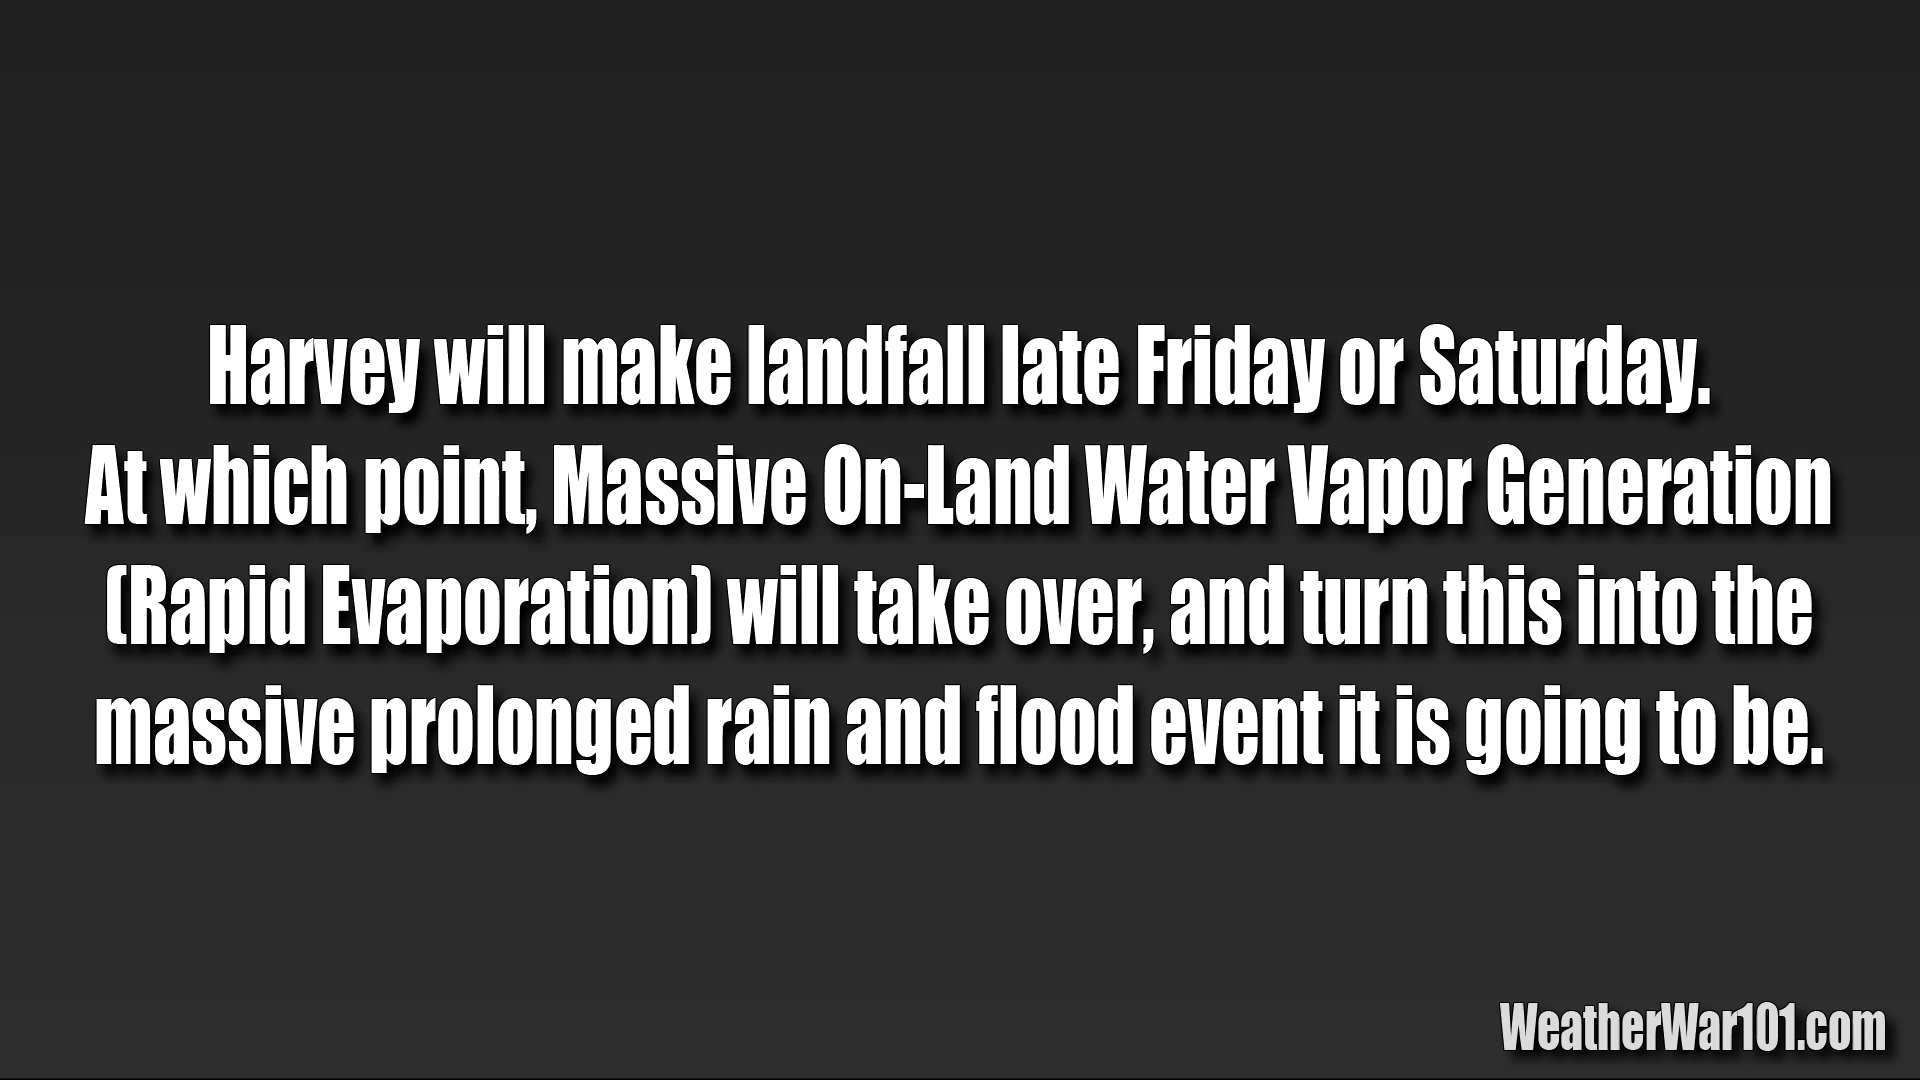 Harvey will make landfall late Friday or Saturday.
At which point, Massive On-Land Water Vapor Generation
(Rapid Evaporation) will take over, and turn this into the
massive prolonged rain and flood event it is going to be.
WeatherWar101.com